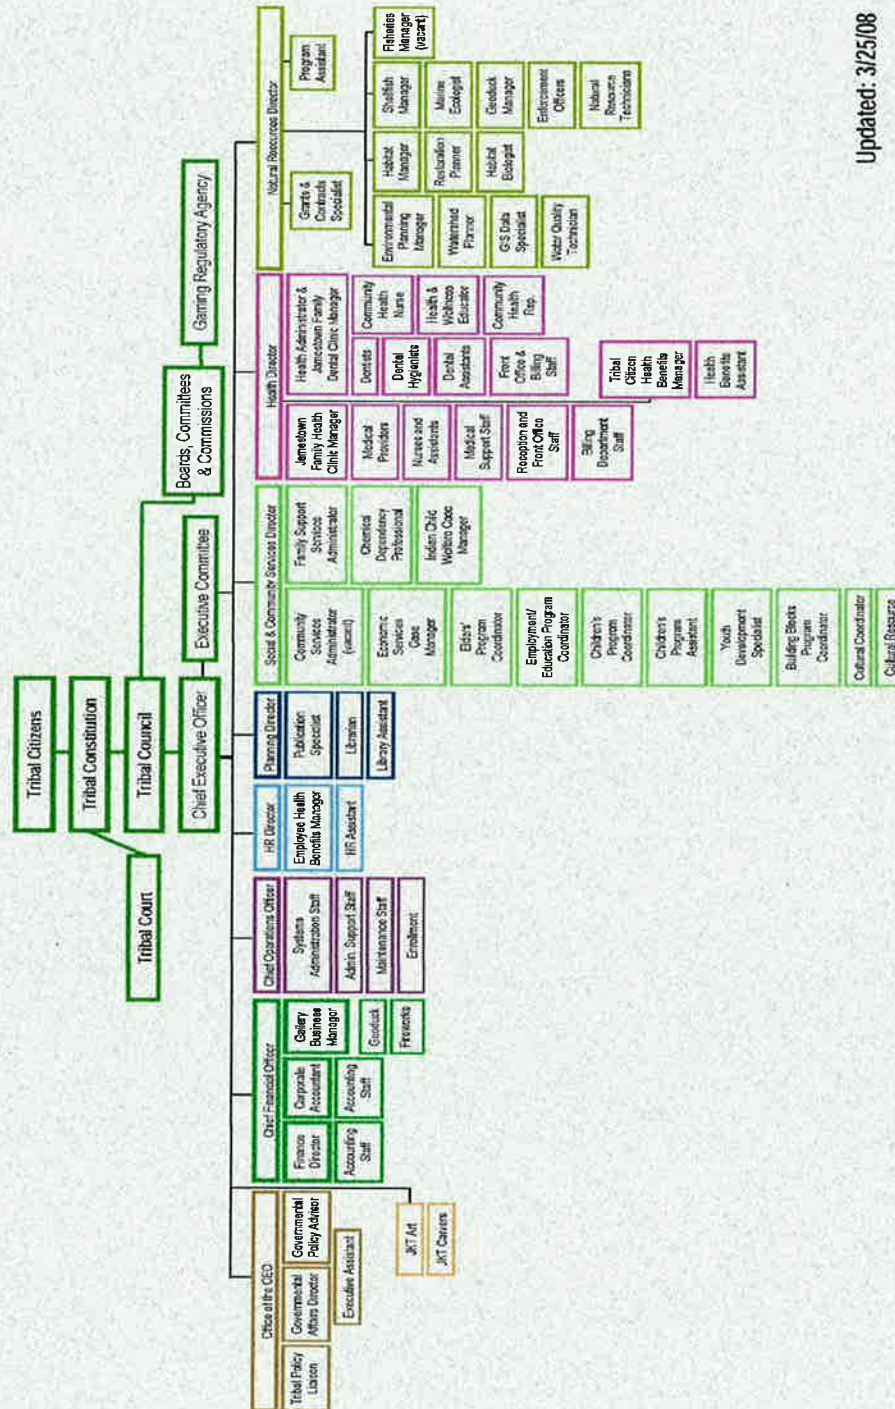 Tribal Citizens
Tribal Constitution
Tribal Court
Tribal Council
Boards, Committees
& Commissions
Gaming Regulatory Agency
Chief Executive Officer
Executive Committee
Office of the CEO
Tribal Policy
Liaison
Governmental
Affairs Director
Governmental
Policy Advisor
Executive Assistant
JKT Art
JKT Carvers
Chief Financial Officer
Finance
Director
Accounting
Staff
Corporate
Accountant
Accounting
Staff
Gallery
Business
Manager
Geoduck
Fireworks
Chief Operations Officer
Systems
Administration Staff
Admin. Support Staff
Maintenance Staff
Enrollment
HR Director
Employee Health
Benefits Manager
HR Assistant
Planning Director
Publication
Specialist
Librarian
Library Assistant
Social & Community Services Director
Community
Services
Administrator
(vacant)
Economic
Services
Case
Manager
Elders'
Program
Coordinator
Employment/
Education Program
Coordinator
Children's
Program
Coordinator
Children's
Program
Assistant
Youth
Development
Specialist
Building Blocks
Program
Coordinator
Cultural Coordinator
Cultural Resource
Family Support
Services
Administrator
Chemical
Dependency
Professional
Indian Child
Welfare Case
Manager
Health Director
Jamestown
Family Health
Clinic Manager
Medical
Providers
Nurses and
Assistants
Medical
Support Staff
Reception and
Front Office
Staff
Billing
Department
Staff
Health Administrator &
Jamestown Family
Dental Clinic Manager
Dentists
Dental
Hygienists
Dental
Assistants
Front
Office &
Billing
Staff
Community
Health
Nurse
Health &
Wellness
Educator
Community
Health
Rep.
Tribal
Citizen
Health
Benefits
Manager
Health
Benefits
Assistant
Natural Resources Director
Grants &
Contracts
Specialist
Program
Assistant
Environmental
Planning
Manager
Watershed
Planner
GIS Data
Specialist
Water Quality
Technician
Habitat
Manager
Restoration
Planner
Habitat
Biologist
Shellfish
Manager
Marine
Ecologist
Geoduck
Manager
Enforcement
Officers
Natural
Resource
Technicians
Fisheries
Manager
(vacant)
Updated: 3/25/08